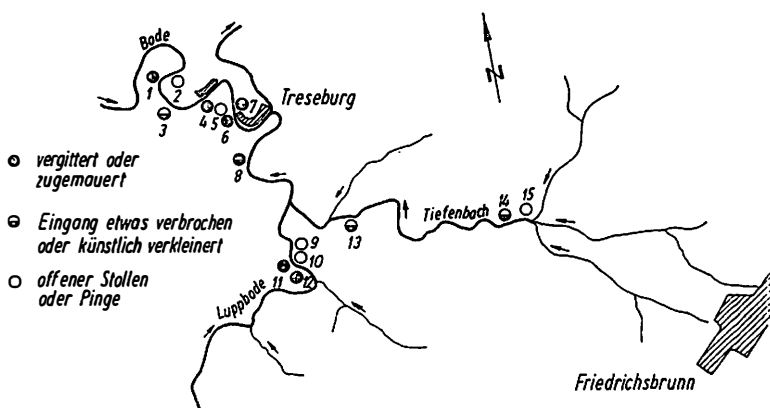 Bode
1
2
3
4
5
6
7
Treseburg
N
8
vergittert oder
zugemauert
Eingang etwas verbrochen
oder künstlich verkleinert
offener Stollen
oder Pinge
Tiefenbach
14
15
13
9
10
11
12
Luppbode
Friedrichsbrunn